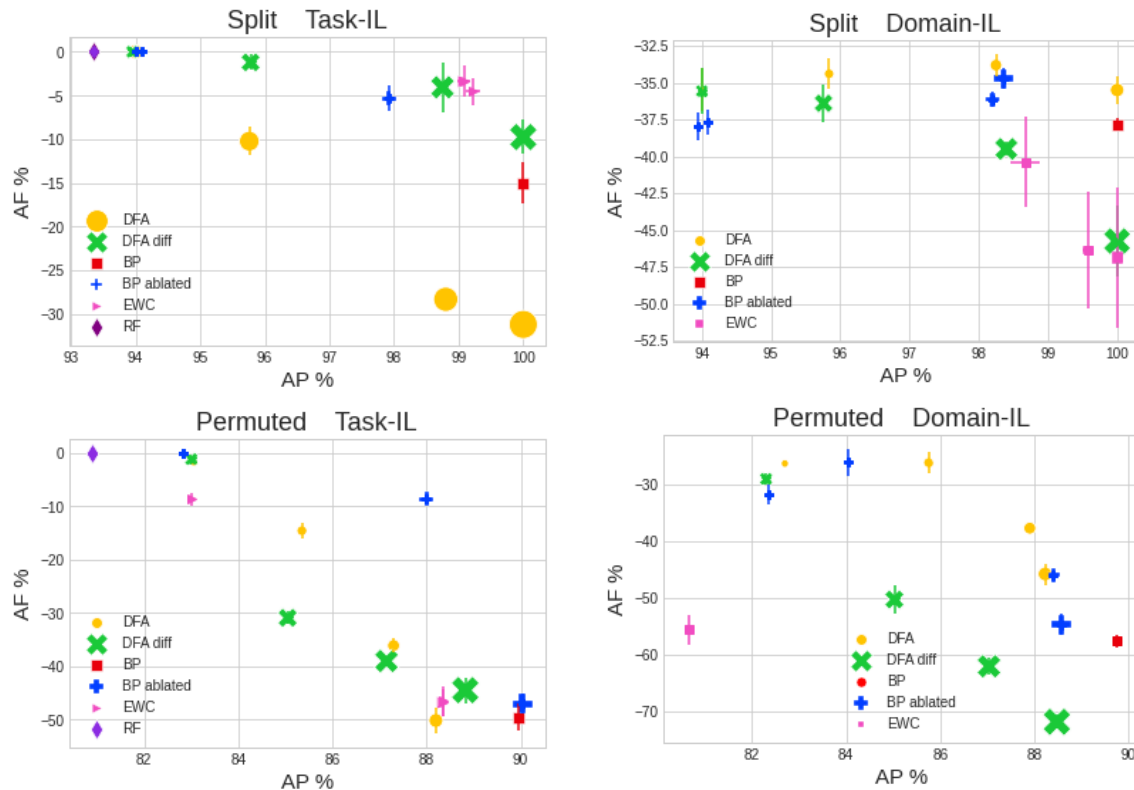 Split Task-IL
0
−5
−10
−15
−20
−25
−30
AF %
DFA
DFA diff
BP
BP ablated
EWC
RF
93 94 95 96 97 98 99 100
AP %
Split Domain-IL
−32.5
−35.0
−37.5
−40.0
−42.5
−45.0
−47.5
−50.0
−52.5
AF %
DFA
DFA diff
BP
BP ablated
EWC
94 95 96 97 98 99 100
AP %
Permuted Task-IL
0
−10
−20
−30
−40
−50
AF %
DFA
DFA diff
BP
BP ablated
EWC
RF
82 84 86 88 90
AP %
Permuted Domain-IL
−30
−40
−50
−60
−70
AF %
DFA
DFA diff
BP
BP ablated
EWC
82 84 86 88 90
AP %